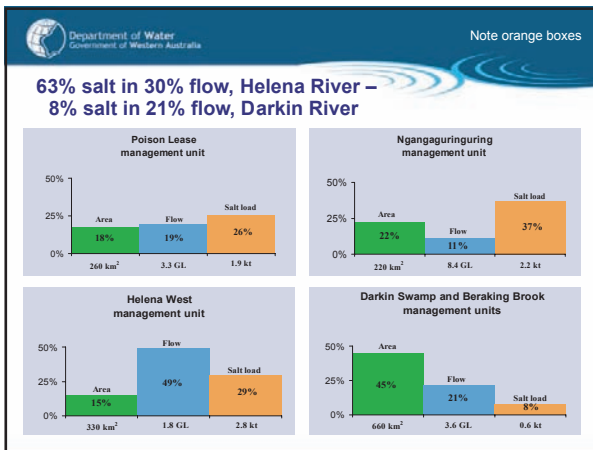 Department of Water
Government of Western Australia
Note orange boxes
63% salt in 30% flow, Helena River –
8% salt in 21% flow, Darkin River
Poison Lease
management unit
50%
25%
0%
Area
Flow
Salt load
18%
19%
26%
260 km²
3.3 GL
1.9 kt
Ngangaguringuring
management unit
50%
25%
0%
Area
Flow
Salt load
22%
11%
37%
220 km²
8.4 GL
2.2 kt
Helena West
management unit
50%
25%
0%
Area
Flow
Salt load
15%
49%
29%
330 km²
1.8 GL
2.8 kt
Darkin Swamp and Beraking Brook
management units
50%
25%
0%
Area
Flow
Salt load
45%
21%
8%
660 km²
3.6 GL
0.6 kt